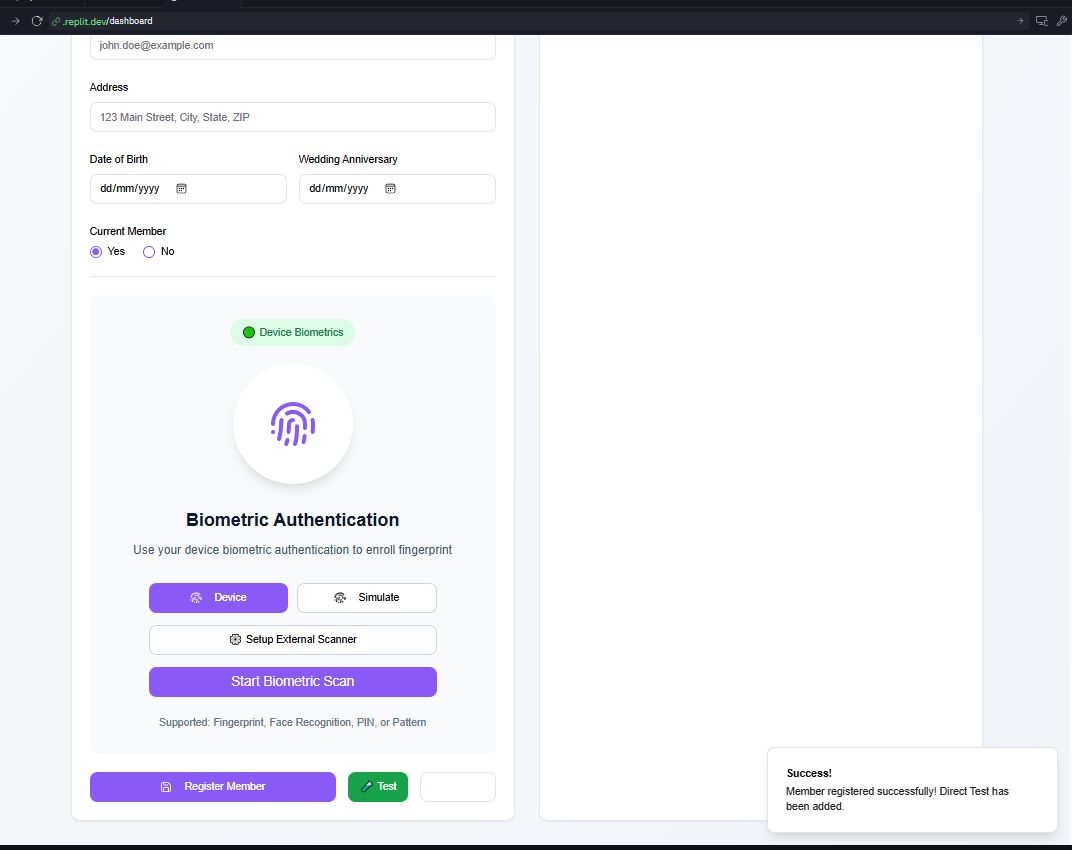 .replit.dev/dashboard
john.doe@example.com
Address
123 Main Street, City, State, ZIP
Date of Birth
Wedding Anniversary
dd/mm/yyyy
dd/mm/yyyy
Current Member
Yes
No
Device Biometrics
Biometric Authentication
Use your device biometric authentication to enroll fingerprint
Device
Simulate
Setup External Scanner
Start Biometric Scan
Supported: Fingerprint, Face Recognition, PIN, or Pattern
Register Member
Test
Success!
Member registered successfully! Direct Test has
been added.